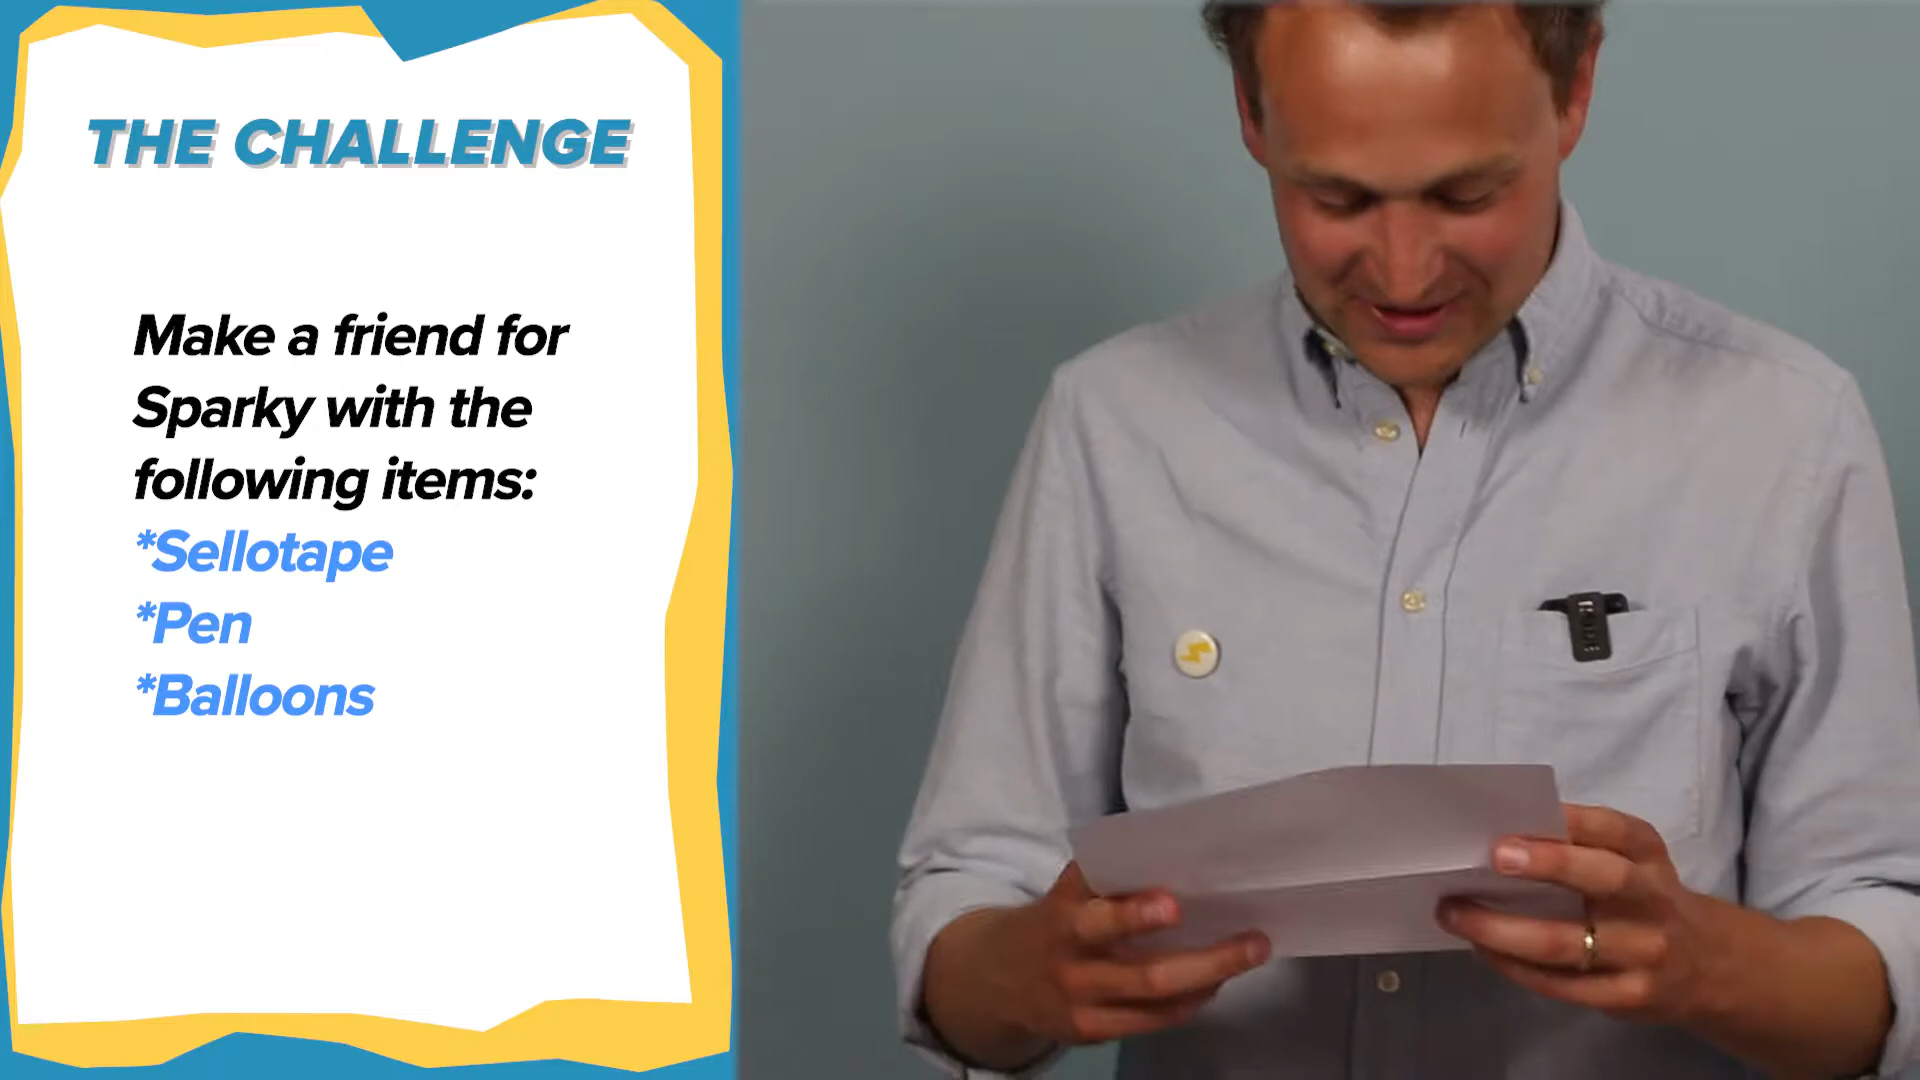 THE CHALLENGE
Make a friend for
Sparky with the
following items:
*Sellotape
*Pen
*Balloons